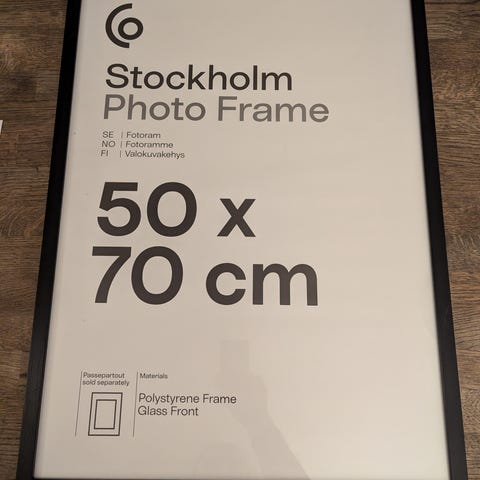 Stockholm
Photo Frame
SE | Fotoram
NO | Fotoramme
FI | Valokuvakehys
50 x
70 cm
Passepartout
sold separately
Materials
Polystyrene Frame
Glass Front